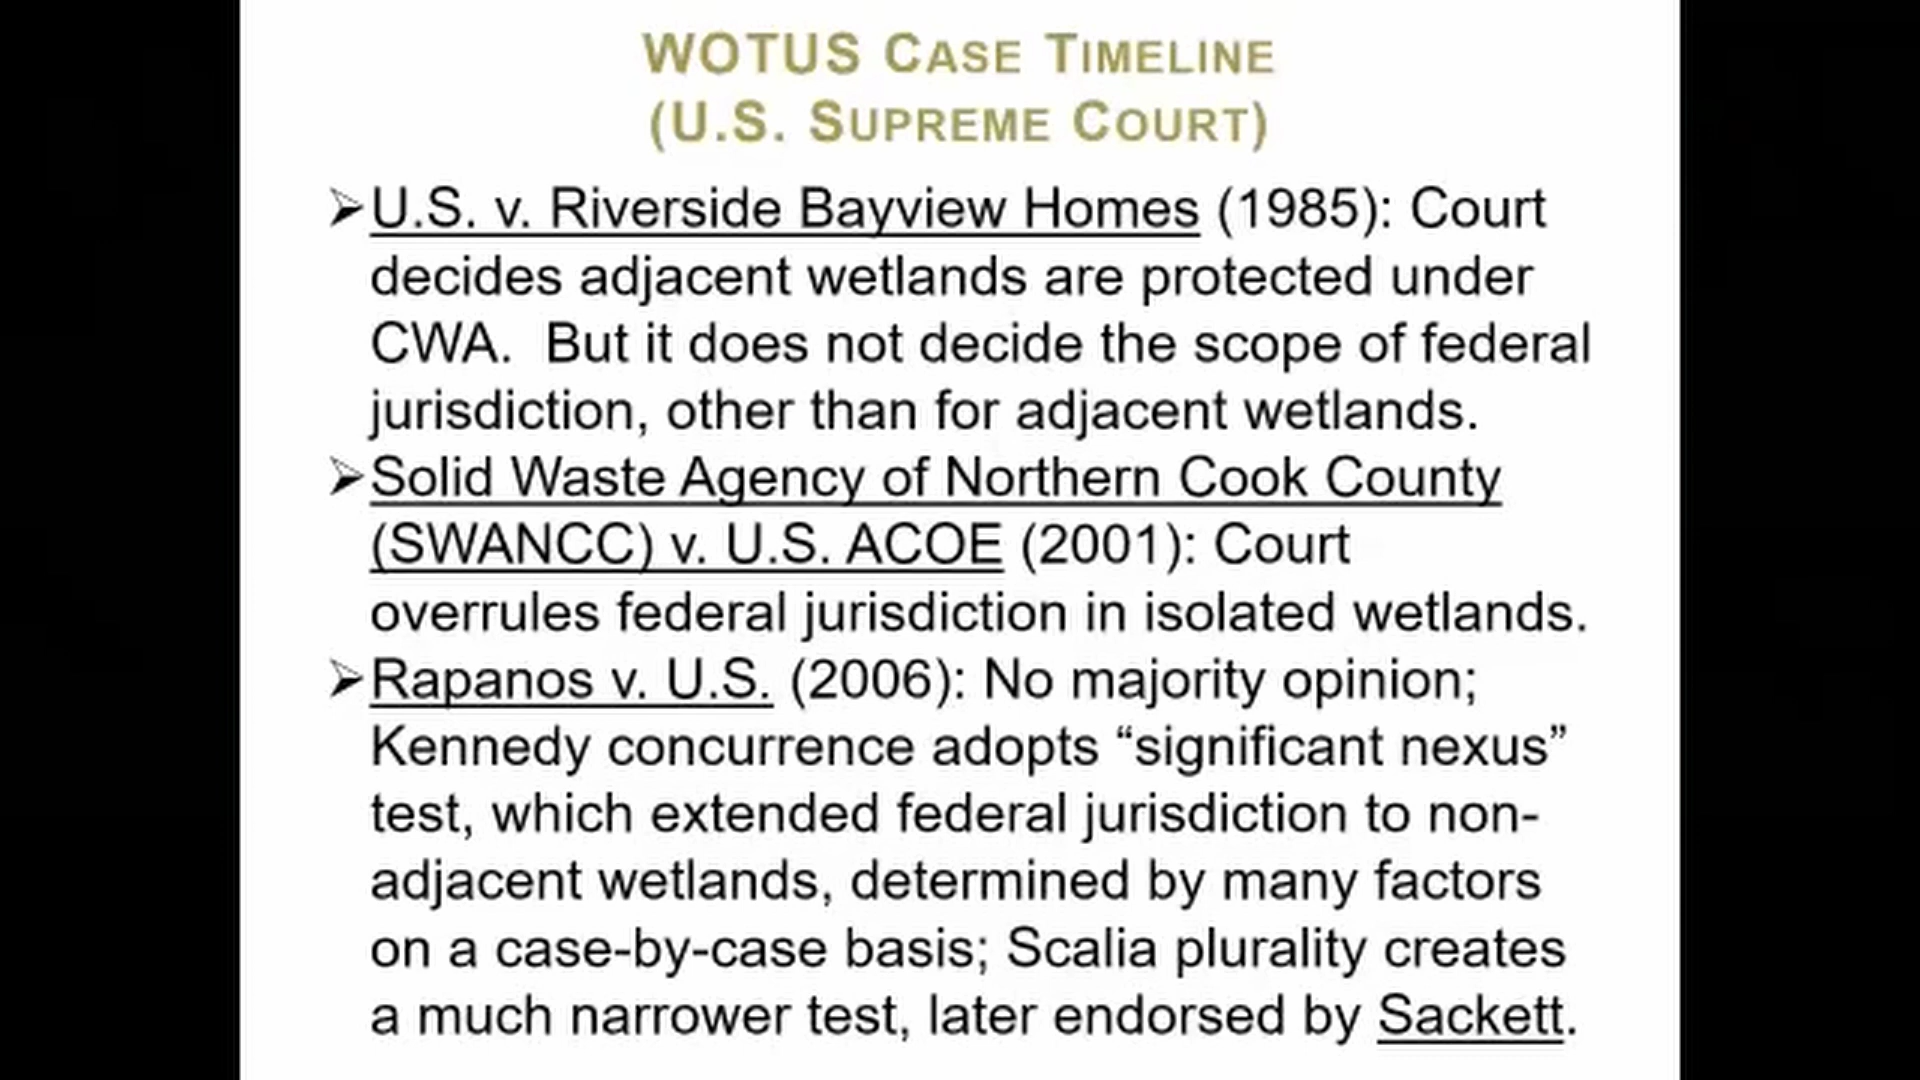 WOTUS CASE TIMELINE
(U.S. SUPREME COURT)
➢U.S. v. Riverside Bayview Homes (1985): Court
decides adjacent wetlands are protected under
CWA.  But it does not decide the scope of federal
jurisdiction, other than for adjacent wetlands.
➢Solid Waste Agency of Northern Cook County
(SWANCC) v. U.S. ACOE (2001): Court
overrules federal jurisdiction in isolated wetlands.
➢Rapanos v. U.S. (2006): No majority opinion;
Kennedy concurrence adopts “significant nexus”
test, which extended federal jurisdiction to non-
adjacent wetlands, determined by many factors
on a case-by-case basis; Scalia plurality creates
a much narrower test, later endorsed by Sackett.